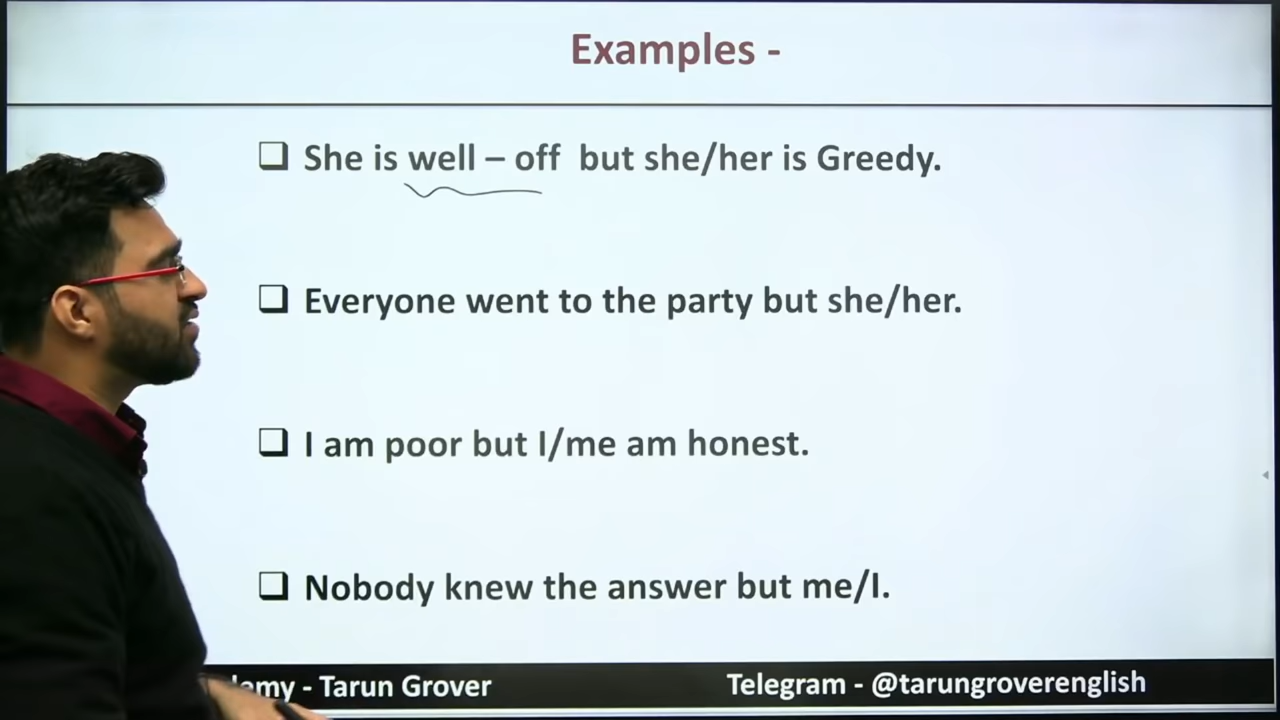 Examples -
❑ She is well – off but she/her is Greedy.
❑ Everyone went to the party but she/her.
❑ I am poor but I/me am honest.
❑ Nobody knew the answer but me/I.
- Tarun Grover
Telegram - @tarungroverenglish